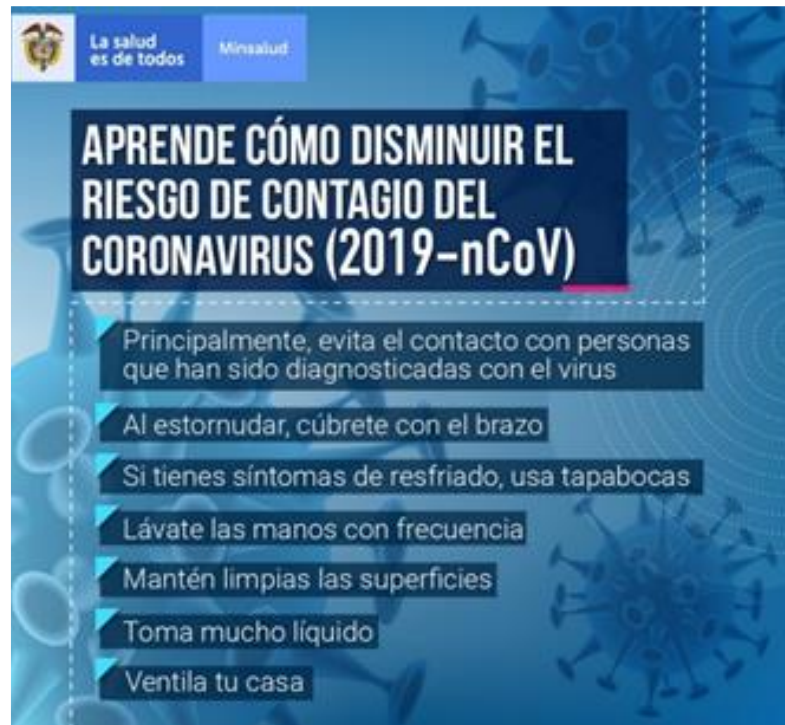 La salud
es de todos
Minsalud
APRENDE CÓMO DISMINUIR EL
RIESGO DE CONTAGIO DEL
CORONAVIRUS (2019-nCoV)
Principalmente, evita el contacto con personas
que han sido diagnosticadas con el virus
Al estornudar, cúbrete con el brazo
Si tienes síntomas de resfriado, usa tapabocas
Lávate las manos con frecuencia
Mantén limpias las superficies
Toma mucho líquido
Ventila tu casa